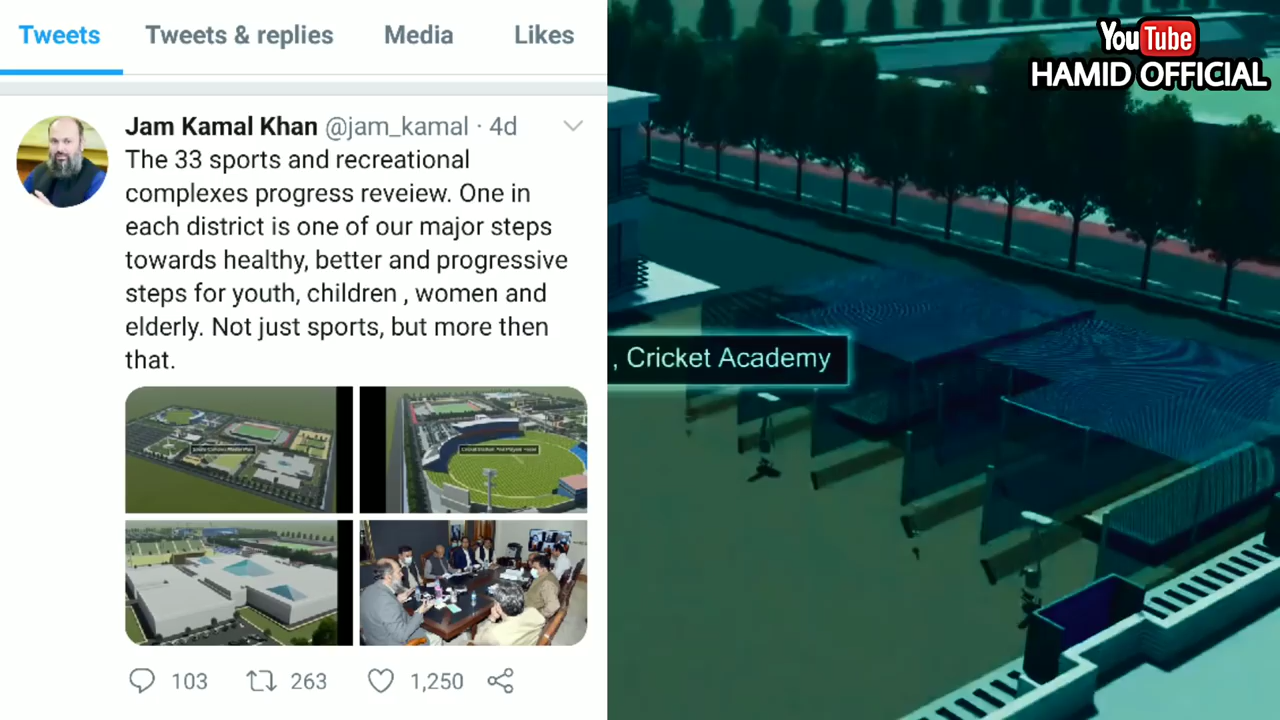 Tweets Tweets & replies Media Likes
Jam Kamal Khan @jam_kamal · 4d
The 33 sports and recreational
complexes progress reveiew. One in
each district is one of our major steps
towards healthy, better and progressive
steps for youth, children , women and
elderly. Not just sports, but more then
that.
103 263 1,250
YouTube
HAMID OFFICIAL
, Cricket Academy